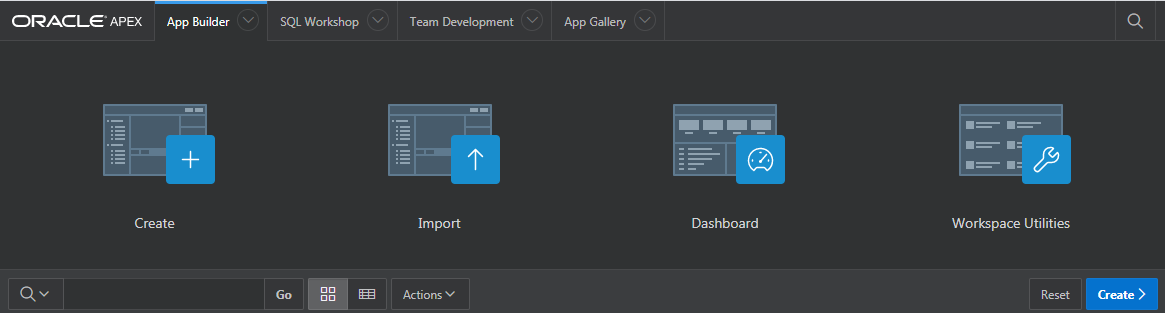 ORACLE® APEX App Builder SQL Workshop Team Development App Gallery
Create Import Dashboard Workspace Utilities
Go Actions Reset Create